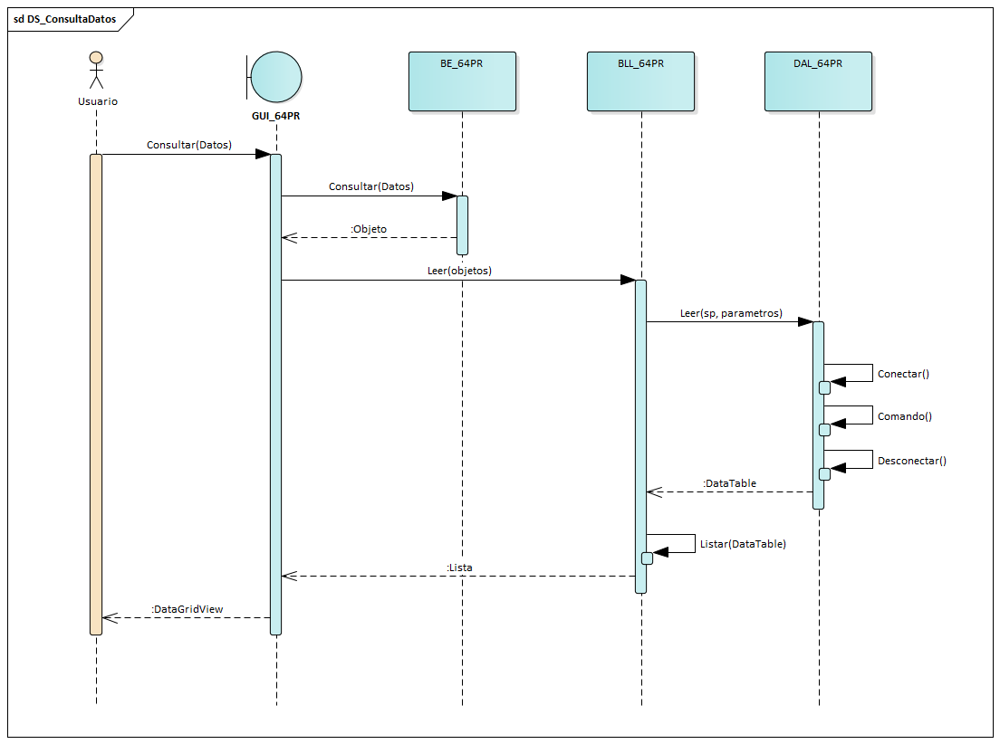 sd DS_ConsultaDatos
Usuario
GUI_64PR
BE_64PR
BLL_64PR
DAL_64PR
Consultar(Datos)
Consultar(Datos)
:Objeto
Leer(objetos)
Leer(sp, parametros)
Conectar()
Comando()
Desconectar()
:DataTable
Listar(DataTable)
:Lista
:DataGridView